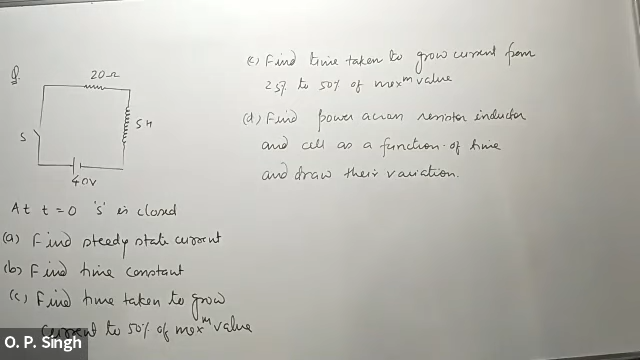 Q.
20Ω
5H
S
40V
At t=0 'S' is closed
(a) Find steady state current
(b) Find time constant
(c) Find time taken to grow
current to 50% of maxᵐ value
(c) Find time taken to grow current from
25% to 50% of maxᵐ value
(d) Find power across resistor inductor
and cell as a function of time
and draw their variation.
O. P. Singh